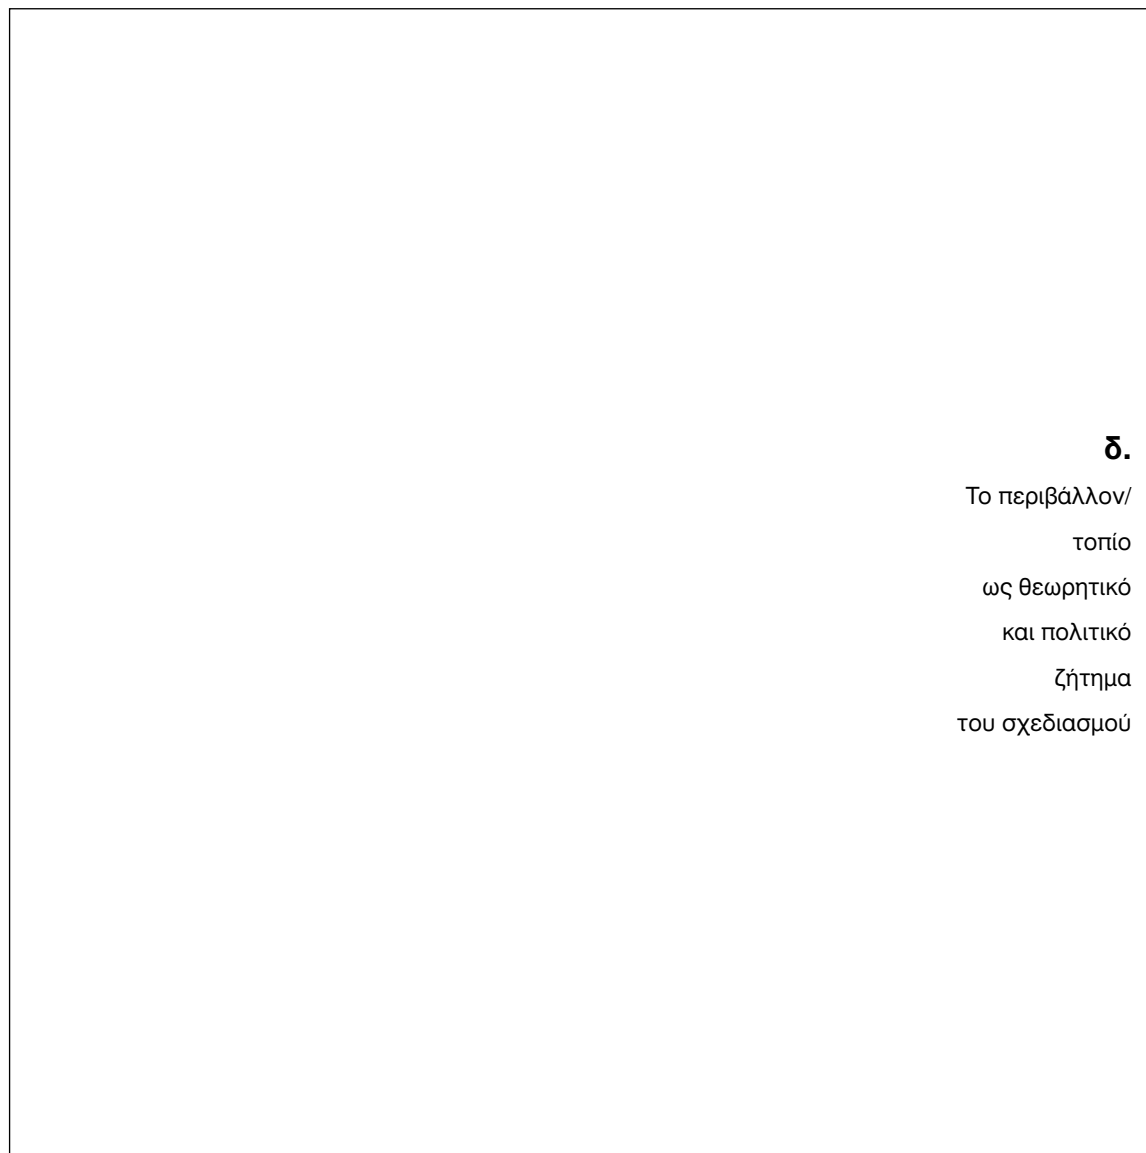 δ.
Το περιβάλλον/
τοπίο
ως θεωρητικό
και πολιτικό
ζήτημα
του σχεδιασμού